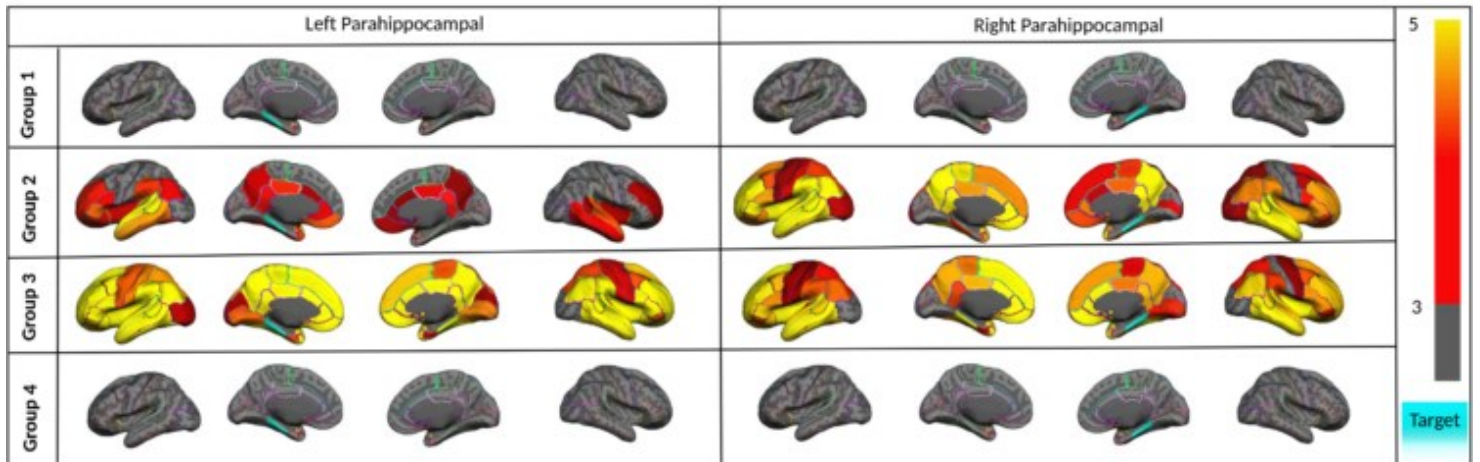 Left Parahippocampal
Right Parahippocampal
5
Group 1
Group 2
Group 3
3
Group 4
Target